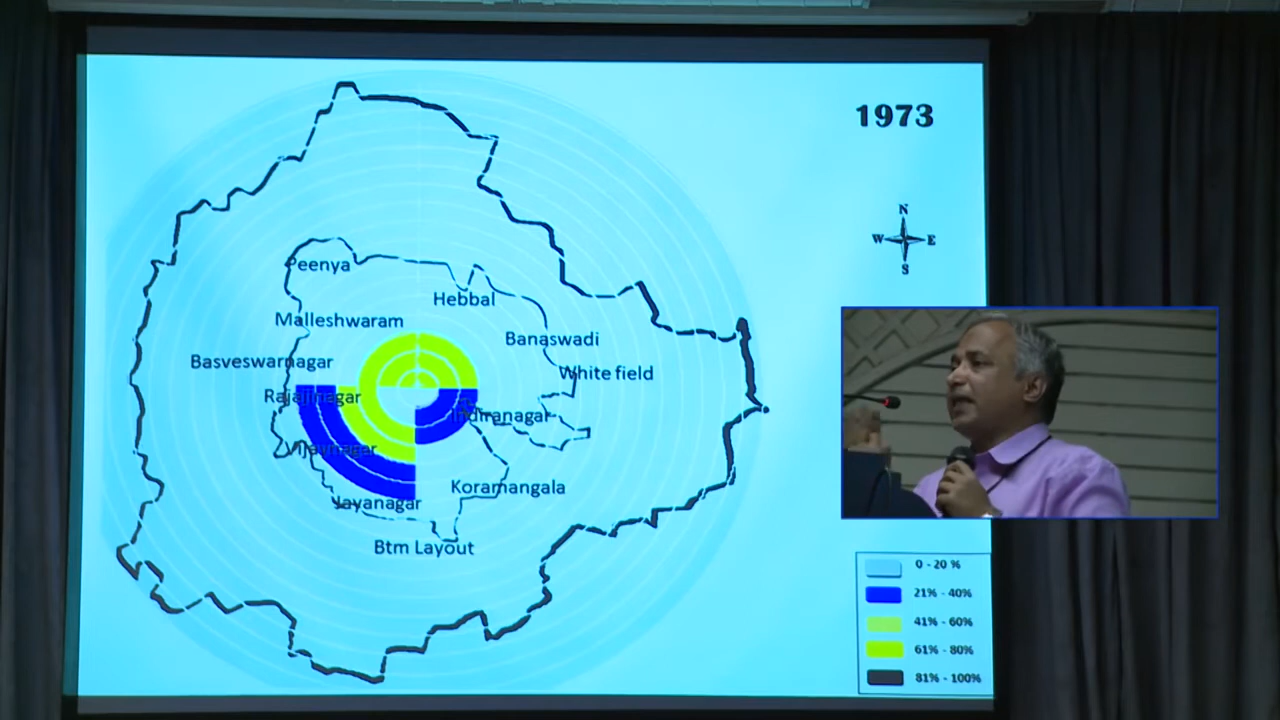 1973
N
W E
S
Peenya
Hebbal
Malleshwaram
Banaswadi
Basveswarnagar
White field
Rajajinagar
Indiranagar
Vijaynagar
Koramangala
Jayanagar
Btm Layout
0 - 20 %
21% - 40%
41% - 60%
61% - 80%
81% - 100%